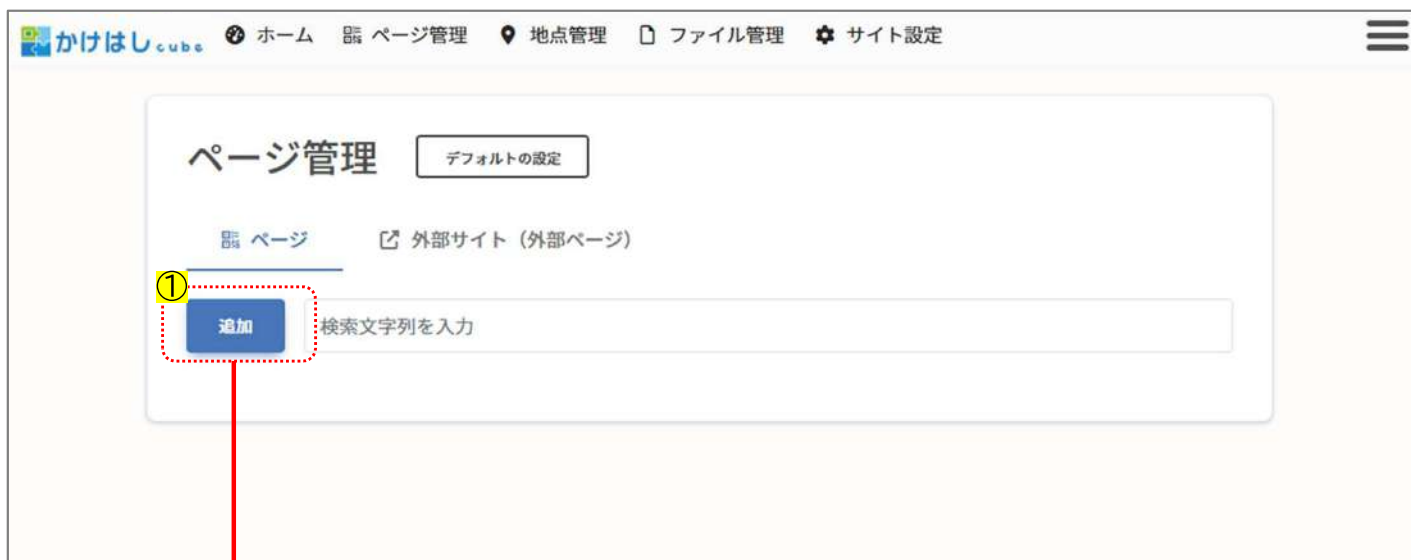 かけはしcube ホーム ページ管理 地点管理 ファイル管理 サイト設定
ページ管理 デフォルトの設定
ページ 外部サイト（外部ページ）
①
追加 検索文字列を入力